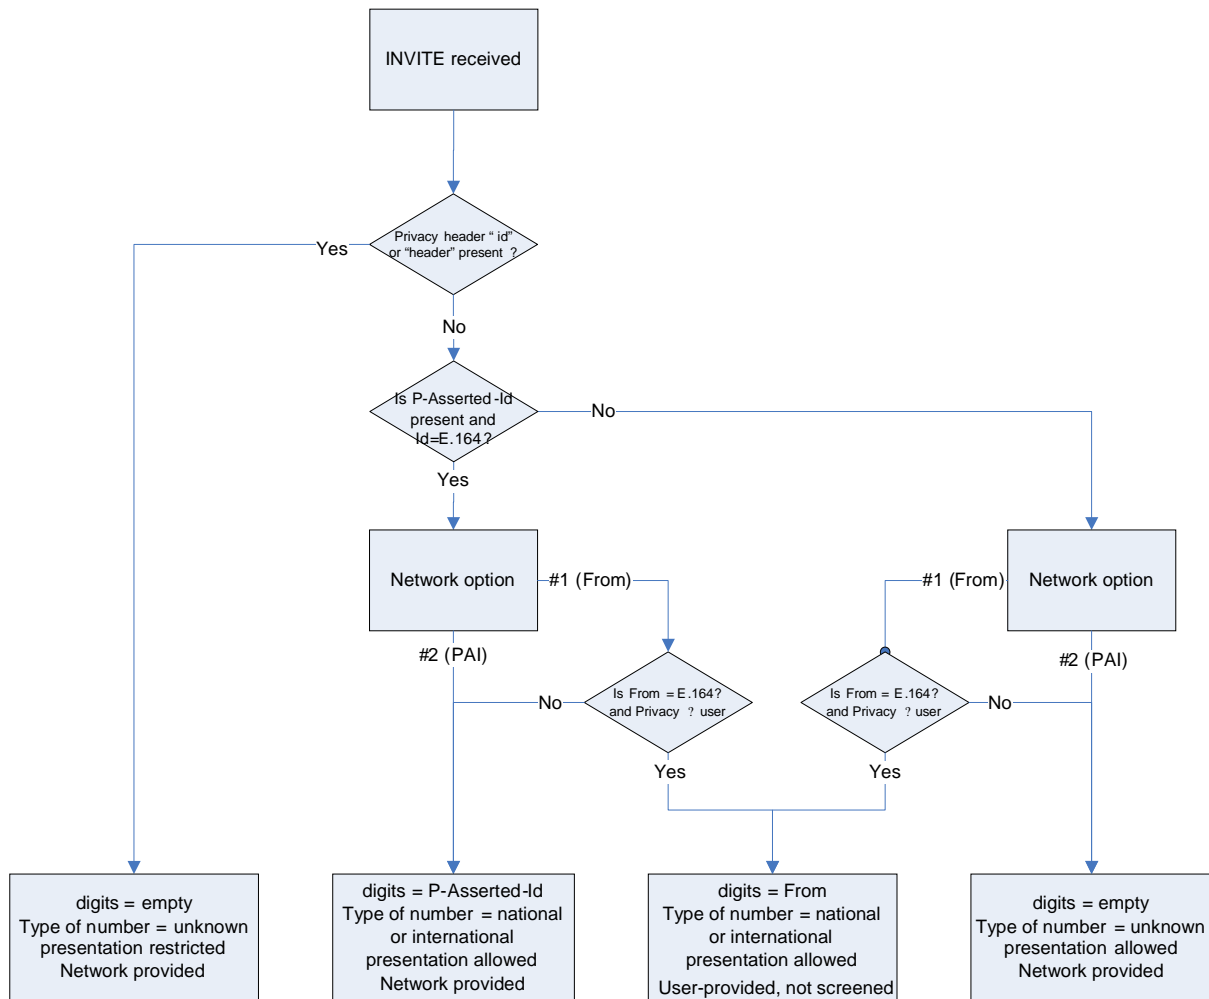 INVITE received
Privacy header “ id”
or “header” present ?
Yes
No
Is P-Asserted-Id
present and
Id=E.164?
No
Yes
Network option
#1 (From)
#1 (From)
Network option
#2 (PAI)
#2 (PAI)
Is From = E.164?
and Privacy ? user
Is From = E.164?
and Privacy ? user
No
No
Yes
Yes
digits = empty
Type of number = unknown
presentation restricted
Network provided
digits = P-Asserted-Id
Type of number = national
or international
presentation allowed
Network provided
digits = From
Type of number = national
or international
presentation allowed
User-provided, not screened
digits = empty
Type of number = unknown
presentation allowed
Network provided